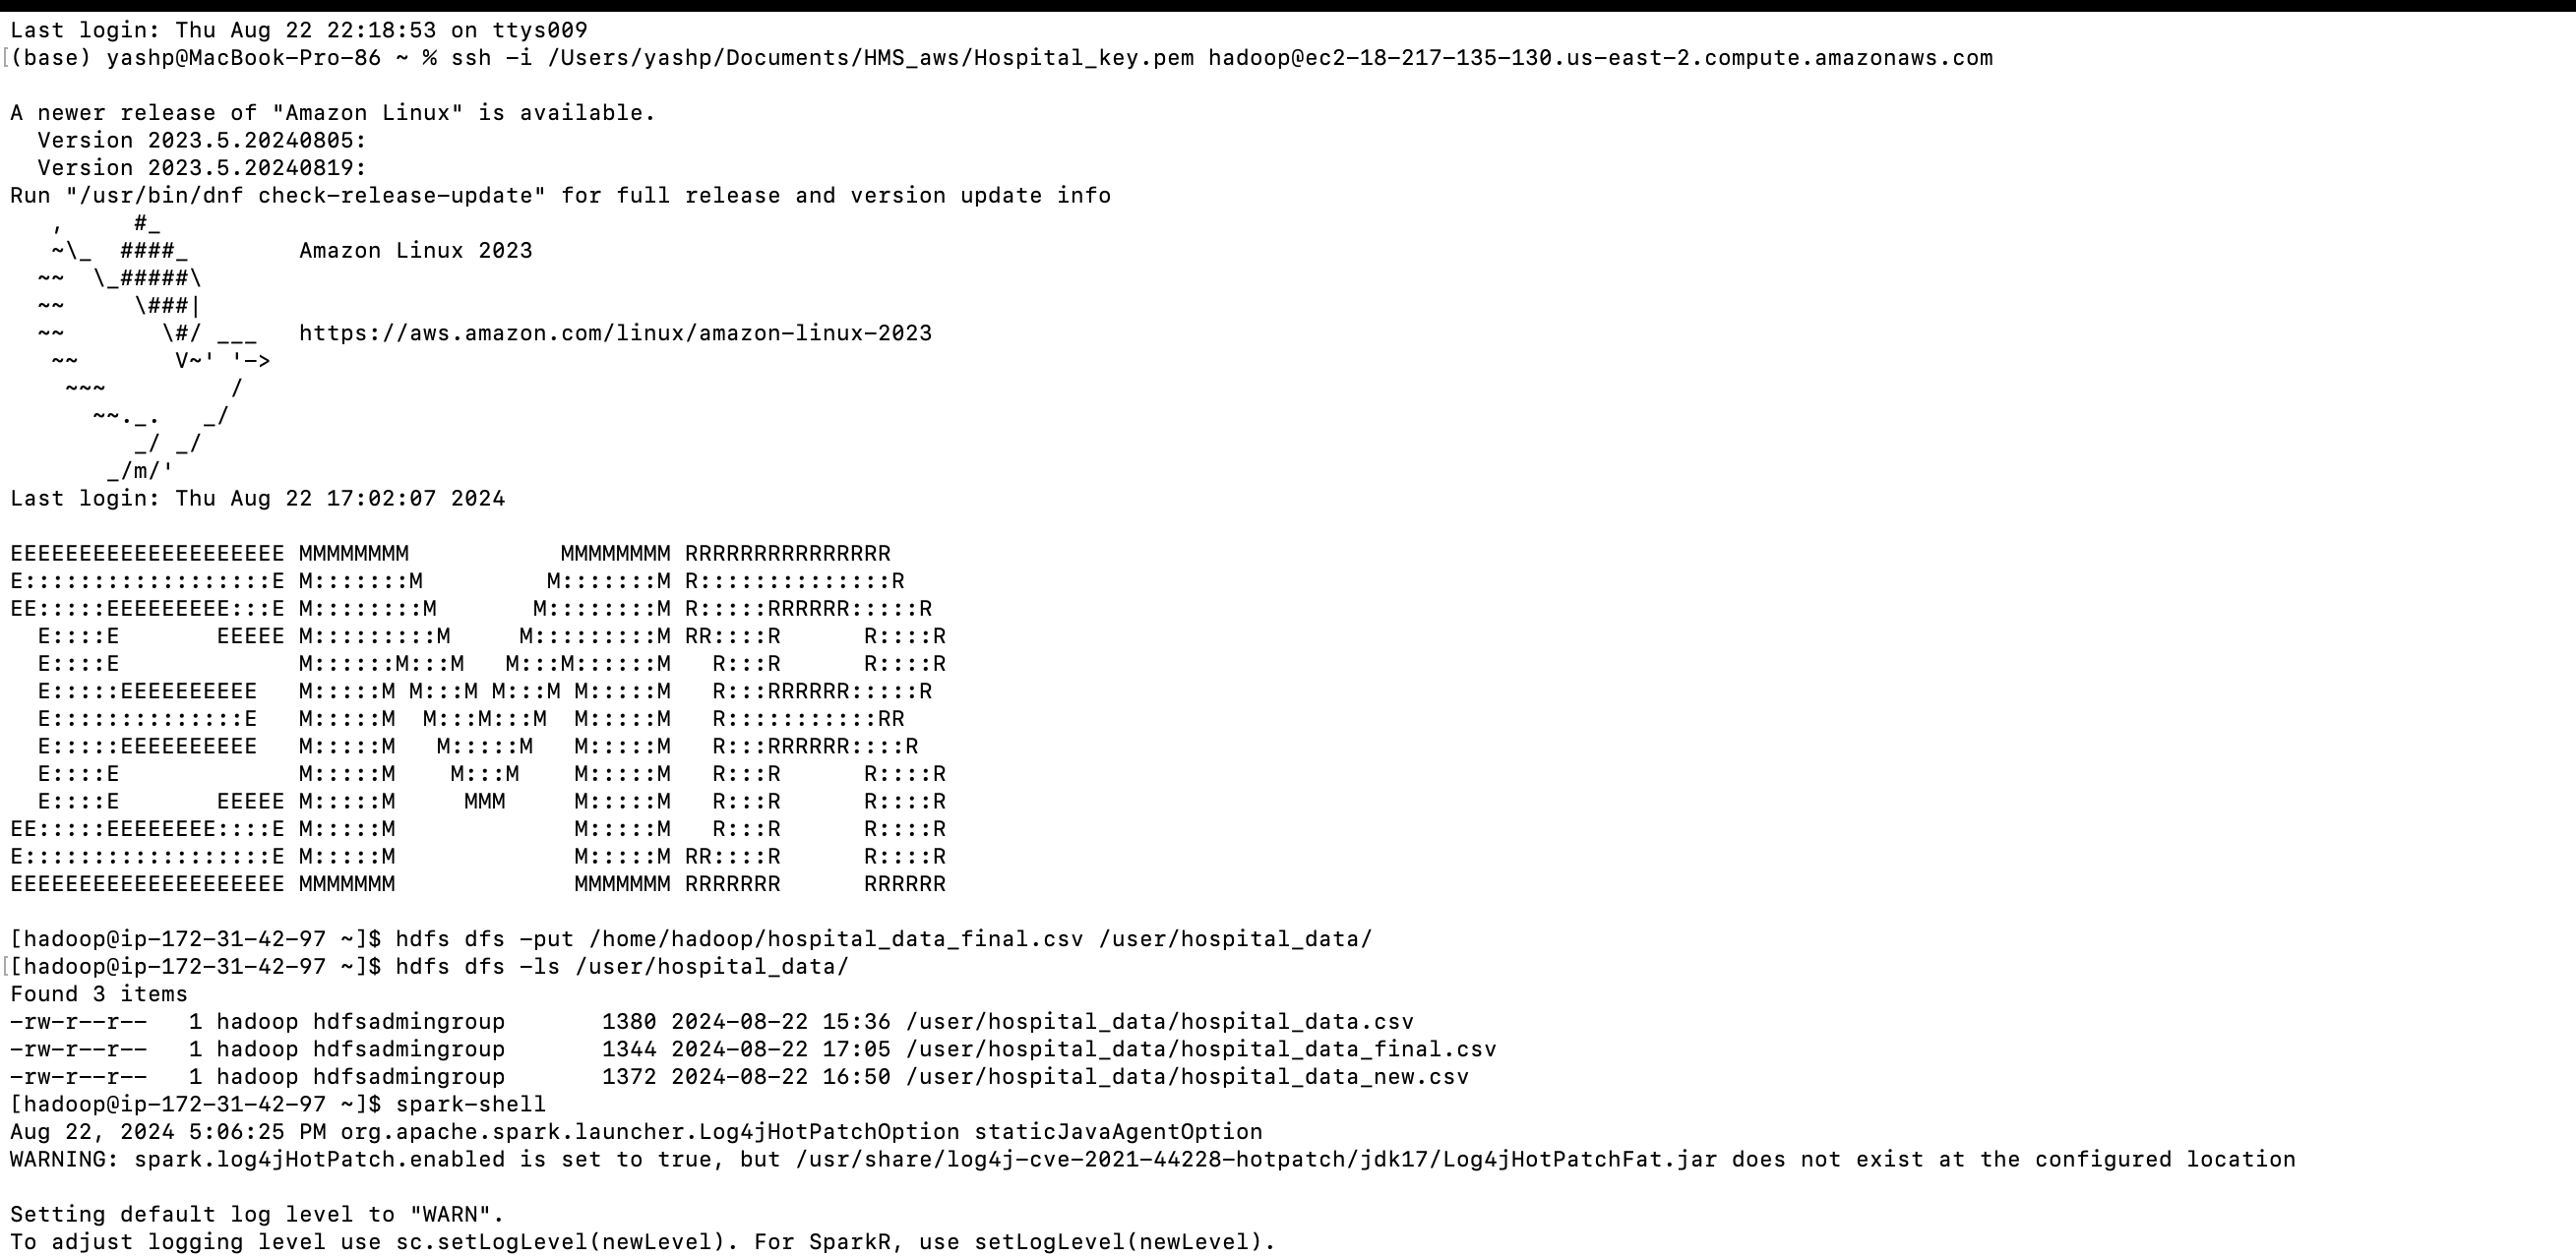 Last login: Thu Aug 22 22:18:53 on ttys009
[(base) yashp@MacBook-Pro-86 ~ % ssh -i /Users/yashp/Documents/HMS_aws/Hospital_key.pem hadoop@ec2-18-217-135-130.us-east-2.compute.amazonaws.com

A newer release of "Amazon Linux" is available.
  Version 2023.5.20240805:
  Version 2023.5.20240819:
Run "/usr/bin/dnf check-release-update" for full release and version update info
   ,     #_
   ~\_  ####_        Amazon Linux 2023
  ~~  \_#####\
  ~~     \###|
  ~~       \#/ ___   https://aws.amazon.com/linux/amazon-linux-2023
   ~~       V~' '->
    ~~~         /
      ~~._.   _/
         _/ _/
       _/m/'
Last login: Thu Aug 22 17:02:07 2024

EEEEEEEEEEEEEEEEEEEE MMMMMMMM           MMMMMMMM RRRRRRRRRRRRRRR
E::::::::::::::::::E M:::::::M         M:::::::M R::::::::::::::R
EE:::::EEEEEEEEE:::E M::::::::M       M::::::::M R:::::RRRRRR:::::R
  E::::E       EEEEE M:::::::::M     M:::::::::M RR::::R      R::::R
  E::::E             M::::::M:::M   M:::M::::::M   R:::R      R::::R
  E:::::EEEEEEEEEE   M:::::M M:::M M:::M M:::::M   R:::RRRRRR:::::R
  E::::::::::::::E   M:::::M  M:::M:::M  M:::::M   R:::::::::::RR
  E:::::EEEEEEEEEE   M:::::M   M:::::M   M:::::M   R:::RRRRRR::::R
  E::::E             M:::::M    M:::M    M:::::M   R:::R      R::::R
  E::::E       EEEEE M:::::M     MMM     M:::::M   R:::R      R::::R
EE:::::EEEEEEEE::::E M:::::M             M:::::M   R:::R      R::::R
E::::::::::::::::::E M:::::M             M:::::M RR::::R      R::::R
EEEEEEEEEEEEEEEEEEEE MMMMMMM             MMMMMMM RRRRRRR      RRRRRR

[hadoop@ip-172-31-42-97 ~]$ hdfs dfs -put /home/hadoop/hospital_data_final.csv /user/hospital_data/
[[hadoop@ip-172-31-42-97 ~]$ hdfs dfs -ls /user/hospital_data/
Found 3 items
-rw-r--r--   1 hadoop hdfsadmingroup       1380 2024-08-22 15:36 /user/hospital_data/hospital_data.csv
-rw-r--r--   1 hadoop hdfsadmingroup       1344 2024-08-22 17:05 /user/hospital_data/hospital_data_final.csv
-rw-r--r--   1 hadoop hdfsadmingroup       1372 2024-08-22 16:50 /user/hospital_data/hospital_data_new.csv
[hadoop@ip-172-31-42-97 ~]$ spark-shell
Aug 22, 2024 5:06:25 PM org.apache.spark.launcher.Log4jHotPatchOption staticJavaAgentOption
WARNING: spark.log4jHotPatch.enabled is set to true, but /usr/share/log4j-cve-2021-44228-hotpatch/jdk17/Log4jHotPatchFat.jar does not exist at the configured location

Setting default log level to "WARN".
To adjust logging level use sc.setLogLevel(newLevel). For SparkR, use setLogLevel(newLevel).